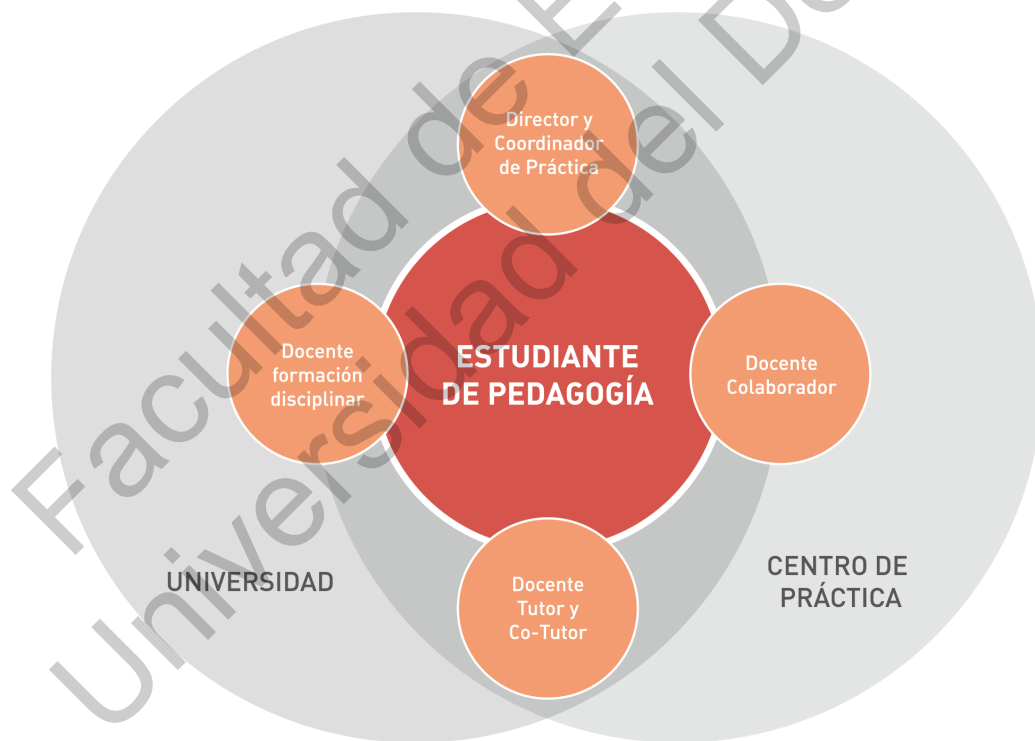 Director y
Coordinador
de Práctica
Docente
formación
disciplinar
ESTUDIANTE
DE PEDAGOGÍA
Docente
Colaborador
UNIVERSIDAD
CENTRO DE
PRÁCTICA
Docente
Tutor y
Co-Tutor
Facultad de
Universidad del